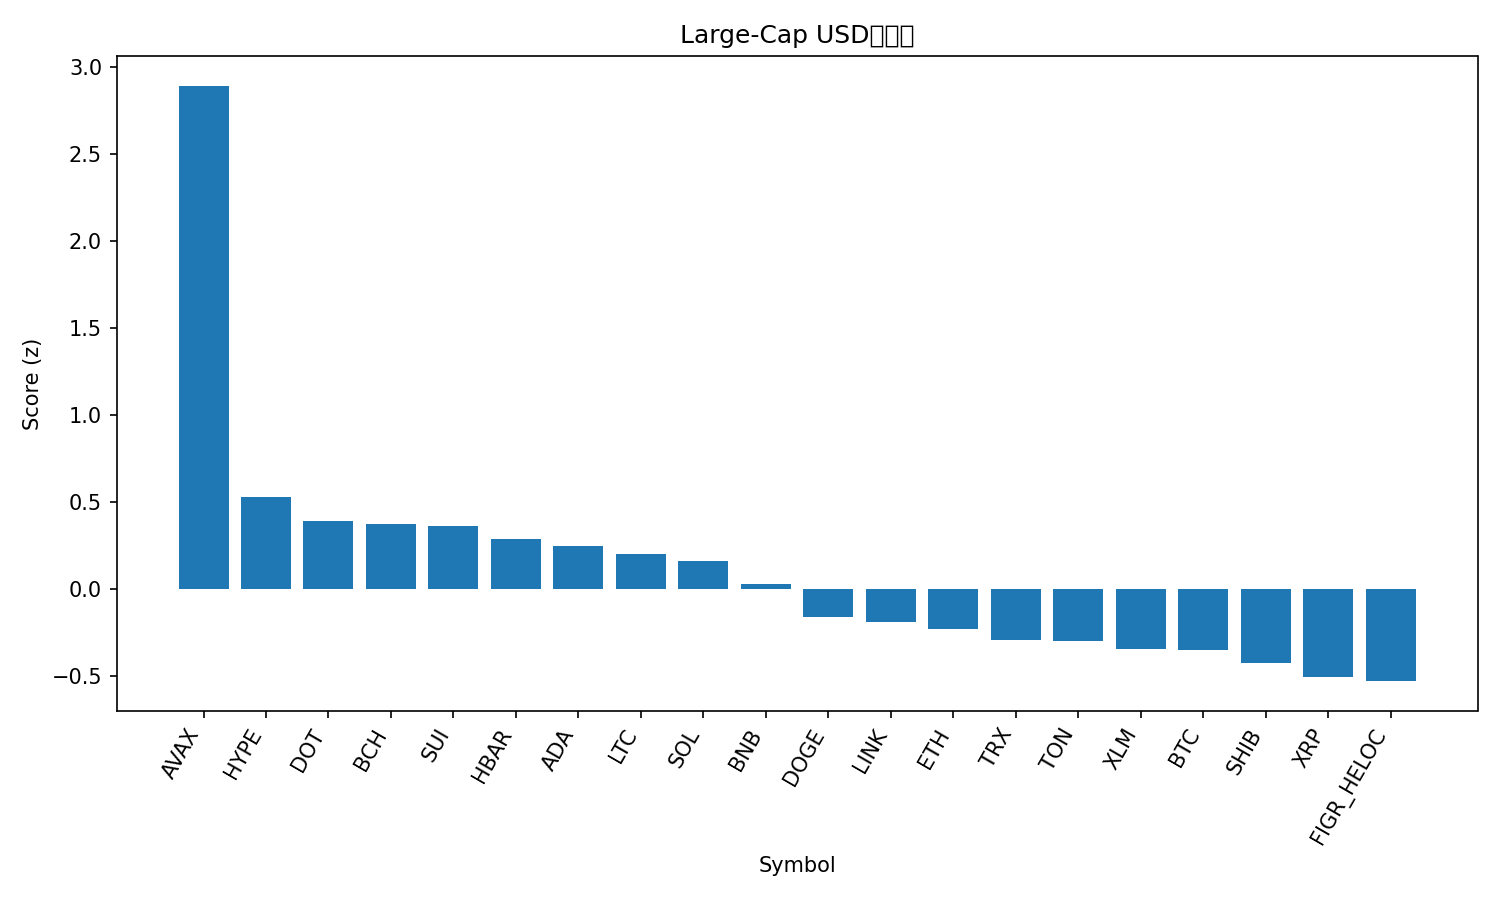 Large-Cap USD
3.0
2.5
2.0
1.5
1.0
0.5
0.0
−0.5
Score (z)
AVAX
HYPE
DOT
BCH
SUI
HBAR
ADA
LTC
SOL
BNB
DOGE
LINK
ETH
TRX
TON
XLM
BTC
SHIB
XRP
FIGR_HELOC
Symbol